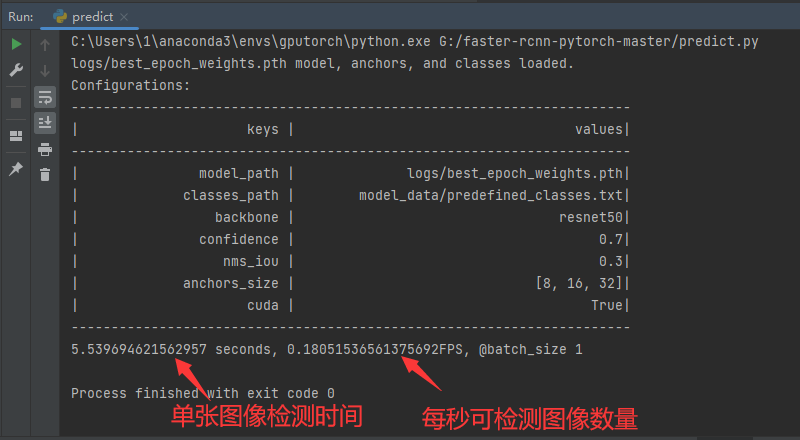 Run: predict
C:\Users\1\anaconda3\envs\gputorch\python.exe G:/faster-rcnn-pytorch-master/predict.py
logs/best_epoch_weights.pth model, anchors, and classes loaded.
Configurations:
----------------------------------------------------------------------
| keys | values|
----------------------------------------------------------------------
| model_path | logs/best_epoch_weights.pth|
| classes_path | model_data/predefined_classes.txt|
| backbone | resnet50|
| confidence | 0.7|
| nms_iou | 0.3|
| anchors_size | [8, 16, 32]|
| cuda | True|
----------------------------------------------------------------------
5.539694621562957 seconds, 0.18051536561375692FPS, @batch_size 1
Process finished with exit code 0
单张图像检测时间 每秒可检测图像数量